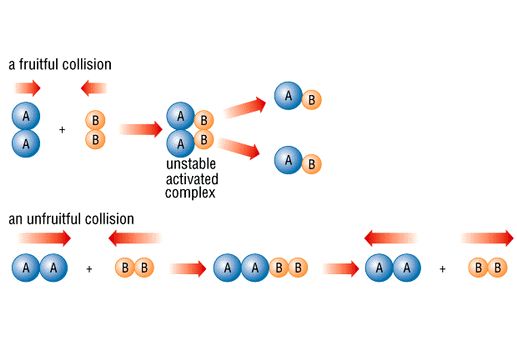 a fruitful collision
A
A
+
B
B
A
A
B
B
unstable
activated
complex
A
B
A
B
an unfruitful collision
A A + B B A A B B A A + B B